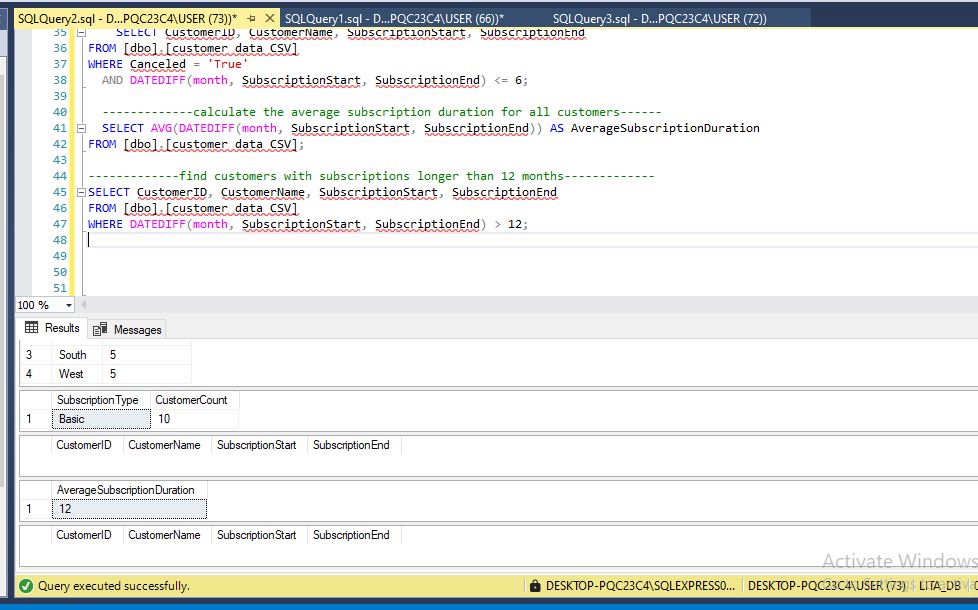 SQLQuery2.sql - D...PQC23C4\USER (73))* SQLQuery1.sql - D...PQC23C4\USER (66))* SQLQuery3.sql - D...PQC23C4\USER (72))
35 SELECT CustomerID, CustomerName, SubscriptionStart, SubscriptionEnd
36 FROM [dbo].[customer data CSV]
37 WHERE Canceled = 'True'
38 AND DATEDIFF(month, SubscriptionStart, SubscriptionEnd) <= 6;
39
40 -------------calculate the average subscription duration for all customers------
41 SELECT AVG(DATEDIFF(month, SubscriptionStart, SubscriptionEnd)) AS AverageSubscriptionDuration
42 FROM [dbo].[customer data CSV];
43
44 -------------find customers with subscriptions longer than 12 months-------------
45 SELECT CustomerID, CustomerName, SubscriptionStart, SubscriptionEnd
46 FROM [dbo].[customer data CSV]
47 WHERE DATEDIFF(month, SubscriptionStart, SubscriptionEnd) > 12;
48
49
50
51
100 %
Results Messages
3 South 5
4 West 5
SubscriptionType CustomerCount
1 Basic 10
CustomerID CustomerName SubscriptionStart SubscriptionEnd
AverageSubscriptionDuration
1 12
CustomerID CustomerName SubscriptionStart SubscriptionEnd
Activate Windows
Query executed successfully. DESKTOP-PQC23C4\SQLEXPRESS0... DESKTOP-PQC23C4\USER (73) LITA_DB